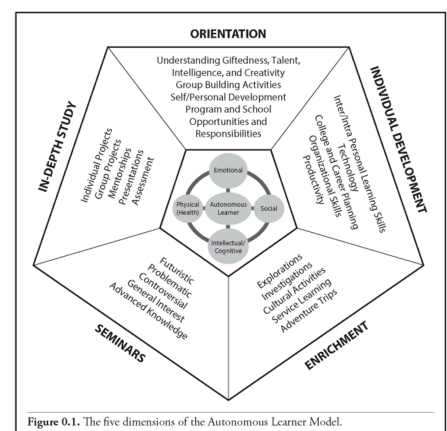 ORIENTATION
Understanding Giftedness, Talent,
Intelligence, and Creativity
Group Building Activities
Self/Personal Development
Program and School
Opportunities and
Responsibilities
INDIVIDUAL DEVELOPMENT
Inter/Intra Personal Learning Skills
Technology
College and Career Planning
Organizational Skills
Productivity
ENRICHMENT
Explorations
Investigations
Cultural Activities
Service Learning
Adventure Trips
SEMINARS
Futuristic
Problematic
Controversial
General Interest
Advanced Knowledge
IN-DEPTH STUDY
Individual Projects
Group Projects
Mentorships
Presentations
Assessment
Emotional
Physical
(Health)
Autonomous
Learner
Social
Intellectual/
Cognitive
Figure 0.1. The five dimensions of the Autonomous Learner Model.